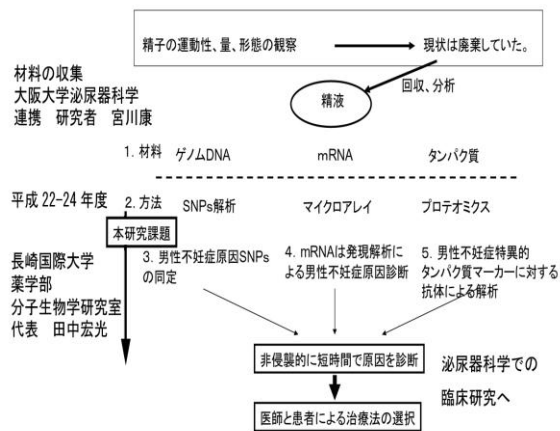 精子の運動性、量、形態の観察 現状は廃棄していた。
材料の収集
大阪大学泌尿器科学
連携 研究者 宮川康
回収、分析
精液
1. 材料 ゲノムDNA mRNA タンパク質
平成 22-24 年度
2. 方法 SNPs解析 マイクロアレイ プロテオミクス
本研究課題
長崎国際大学
薬学部
分子生物学研究室
代表 田中宏光
3. 男性不妊症原因SNPs
の同定
4. mRNAは発現解析に
よる男性不妊症原因診断
5. 男性不妊症特異的
タンパク質マーカーに対する
抗体による解析
非侵襲的に短時間で原因を診断
医師と患者による治療法の選択
泌尿器科学での
臨床研究へ